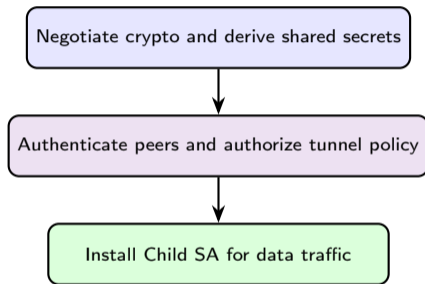 Negotiate crypto and derive shared secrets
Authenticate peers and authorize tunnel policy
Install Child SA for data traffic